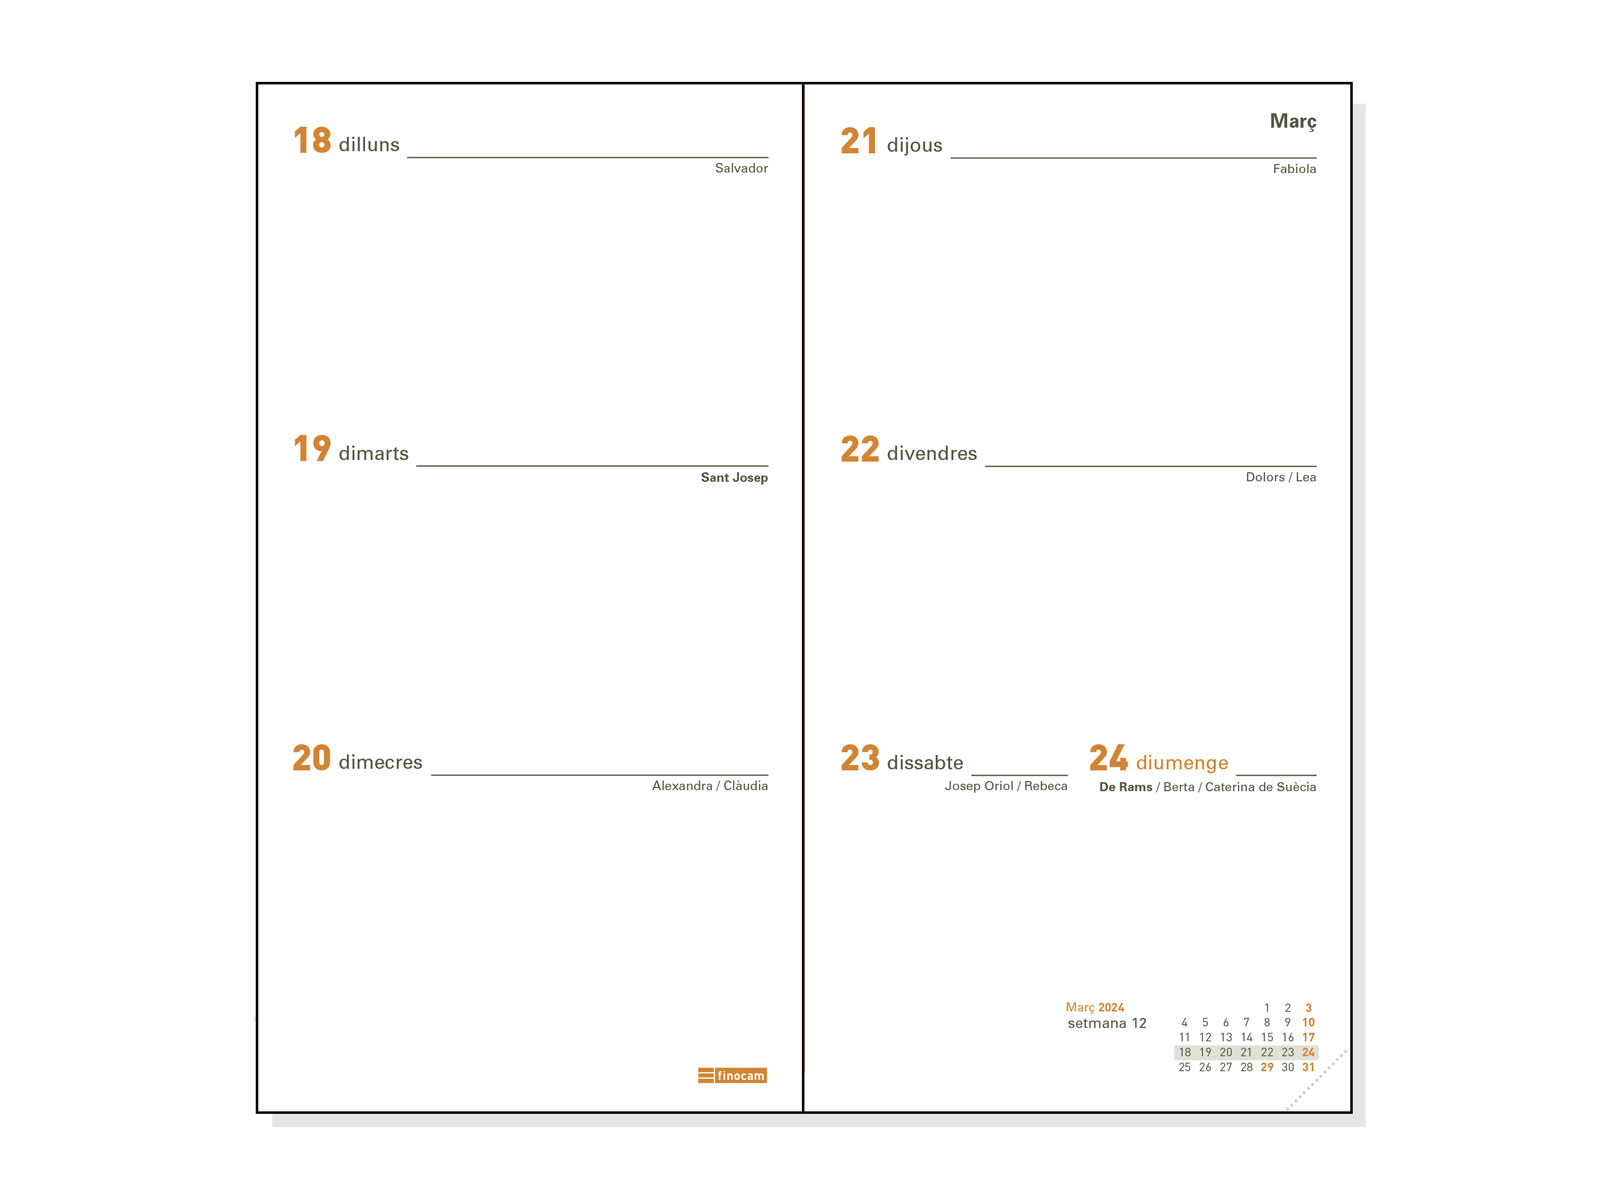 18 dilluns
Salvador
19 dimarts
Sant Josep
20 dimecres
Alexandra / Clàudia
finocam
Març
21 dijous
Fabiola
22 divendres
Dolors / Lea
23 dissabte
Josep Oriol / Rebeca
24 diumenge
De Rams / Berta / Caterina de Suècia
Març 2024
setmana 12
1 2 3
4 5 6 7 8 9 10
11 12 13 14 15 16 17
18 19 20 21 22 23 24
25 26 27 28 29 30 31